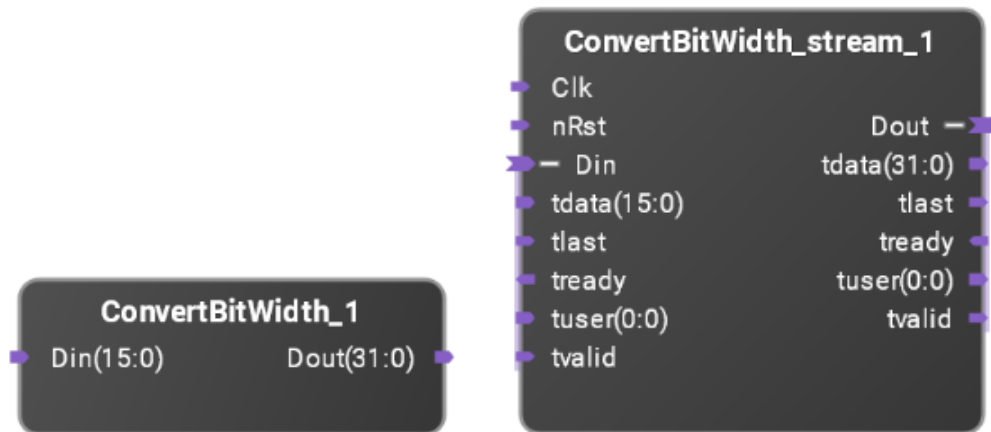 ConvertBitWidth_1
Din(15:0) Dout(31:0)
ConvertBitWidth_stream_1
Clk
nRst Dout
Din tdata(31:0)
tdata(15:0) tlast
tlast tready
tready tuser(0:0)
tuser(0:0) tvalid
tvalid